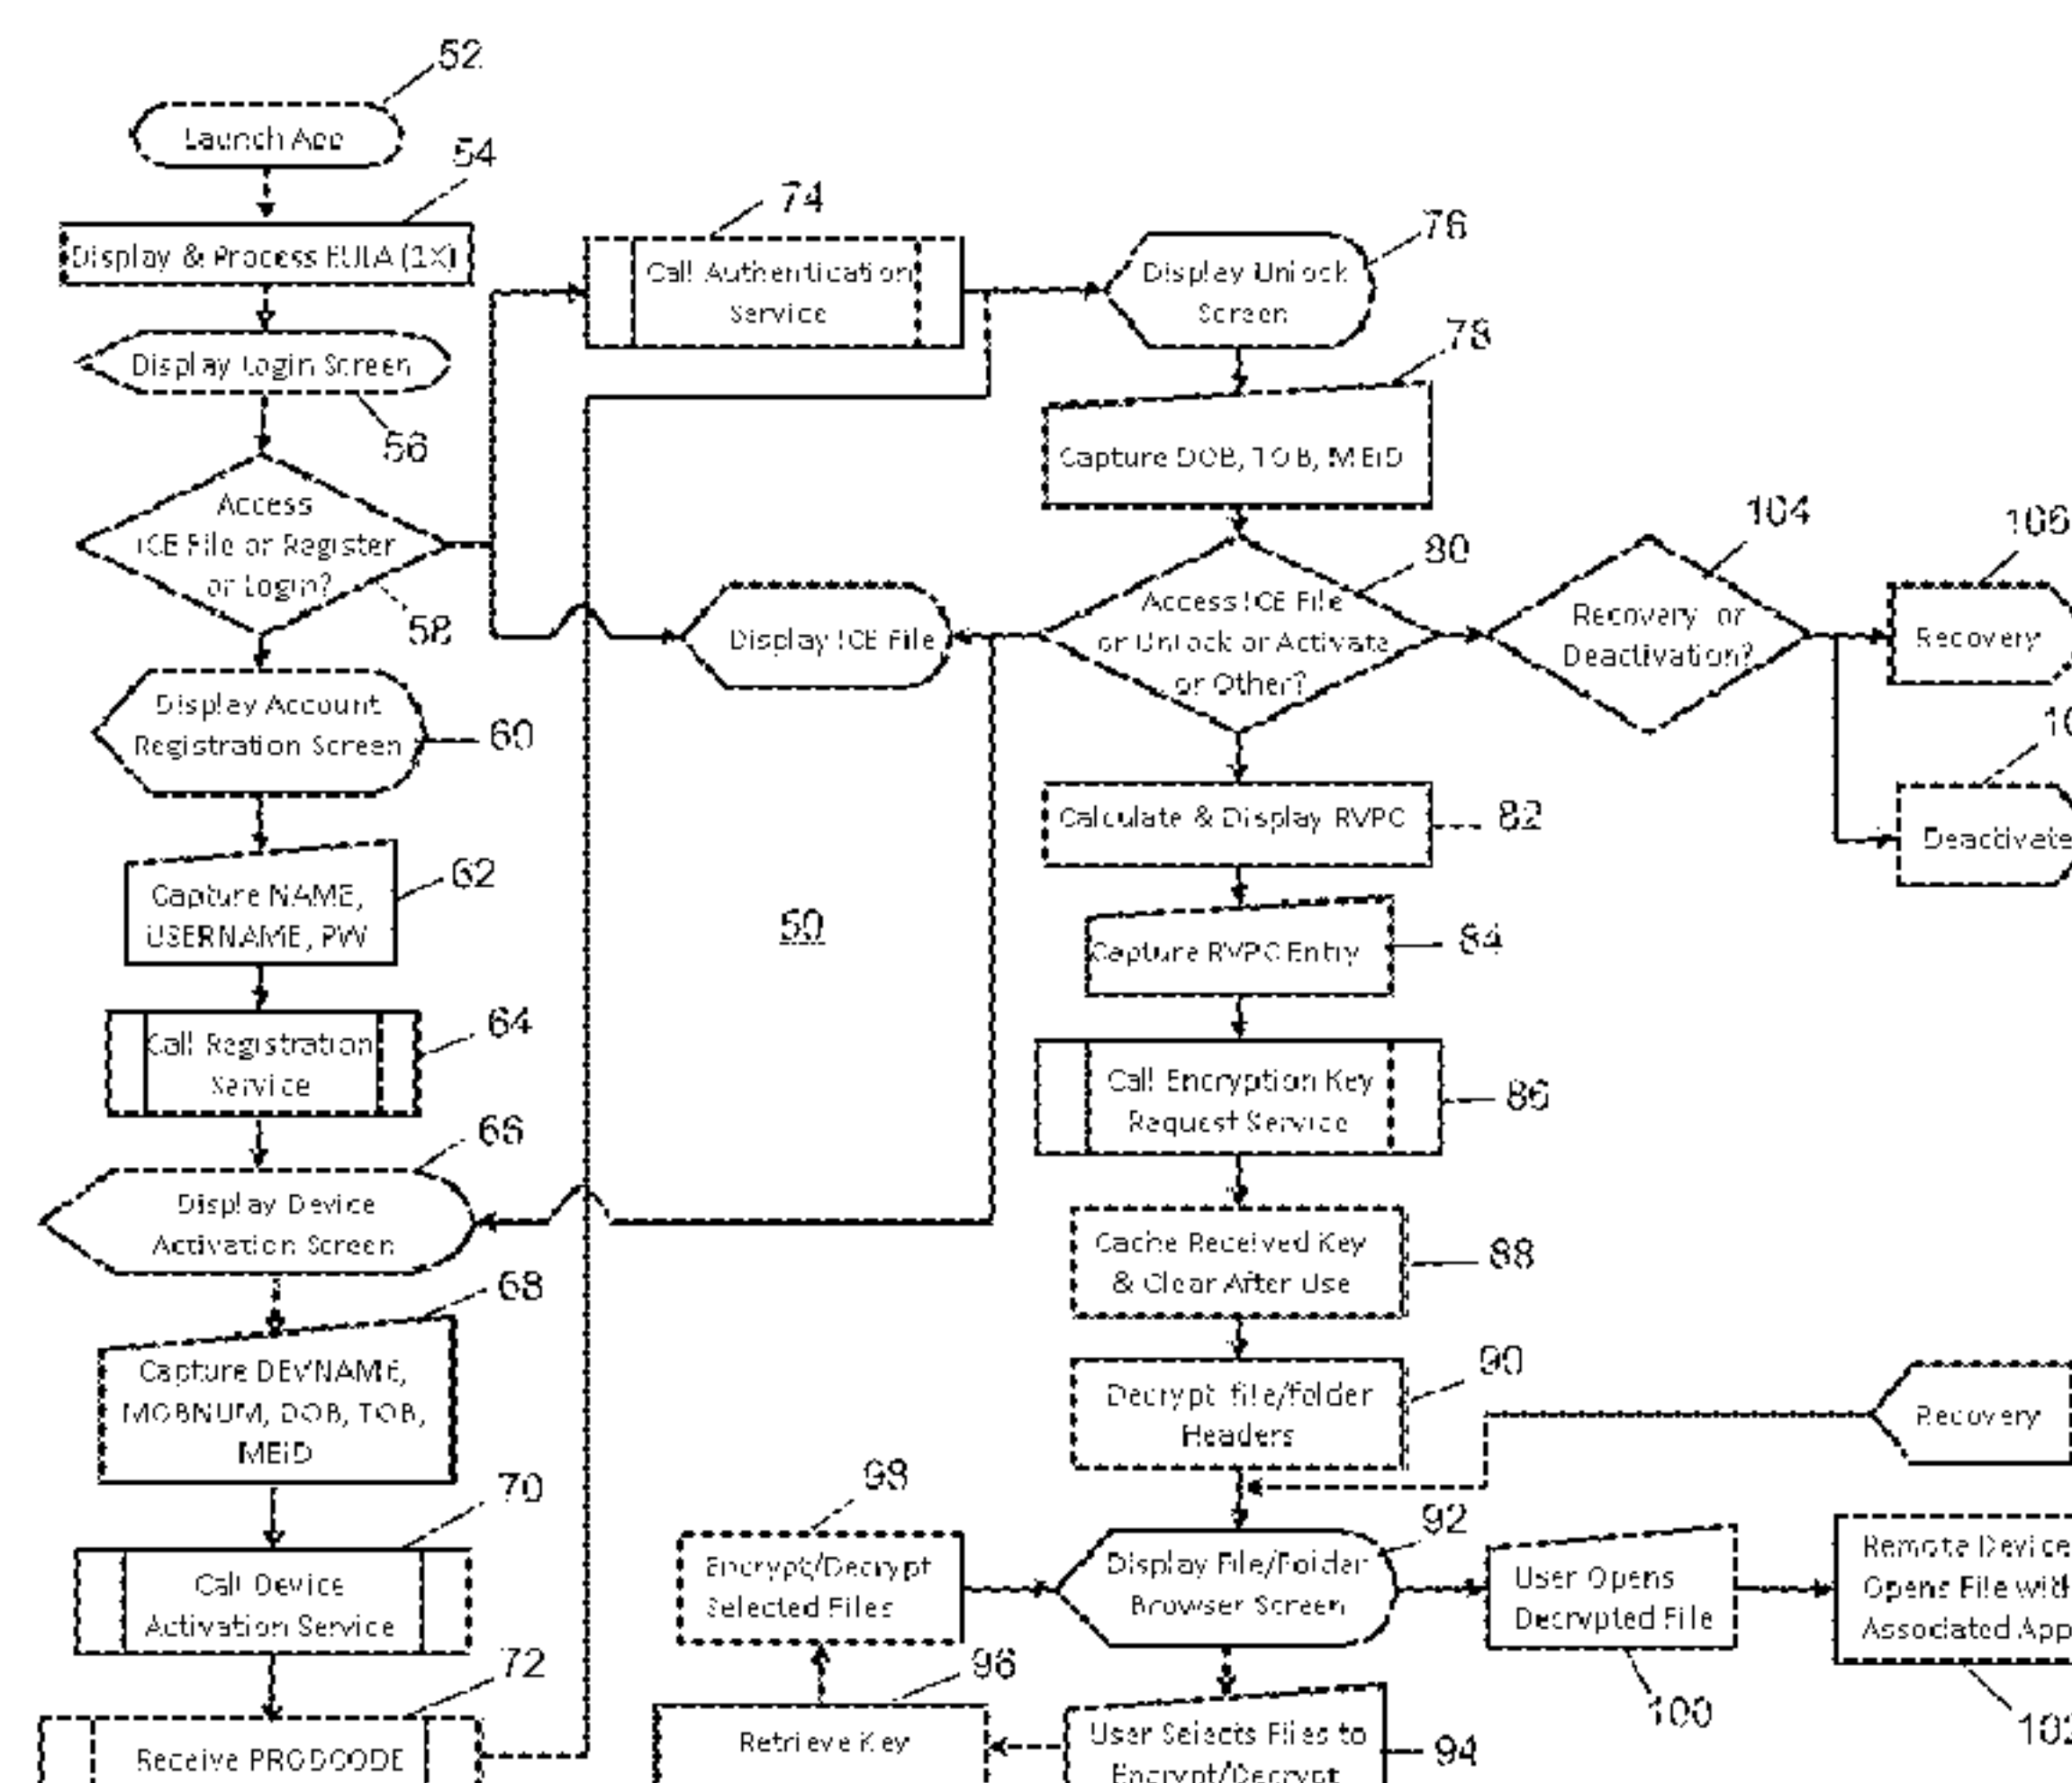 52
Launch App
54
Display & Process EULA (1X)
Display Login Screen
56
Access
ICE File or Register
or Login?
58
Display Account
Registration Screen
60
Capture NAME,
USERNAME, PW
62
Call Registration
Service
64
66
Display Device
Activation Screen
68
Capture DEVNAME,
MOBNUM, DOB, TOB,
MEID
70
Call Device
Activation Service
72
Receive PRODCODE
74
Call Authentication
Service
76
Display Unlock
Screen
78
Capture DOB, TOB, MEID
80
Access ICE File
or Unlock or Activate
or Other?
Display ICE File
104
Recovery or
Deactivation?
106
Recovery
10
Deactivate
50
Calculate & Display RVPC
82
Capture RVPC Entry
84
Call Encryption Key
Request Service
86
Cache Received Key
& Clear After Use
88
Decrypt file/folder
Headers
90
Recovery
98
Encrypt/Decrypt
Selected Files
92
Display File/Folder
Browser Screen
User Opens
Decrypted File
100
Remote Device
Opens File with
Associated App
102
96
Retrieve Key
User Selects Files to
Encrypt/Decrypt
94